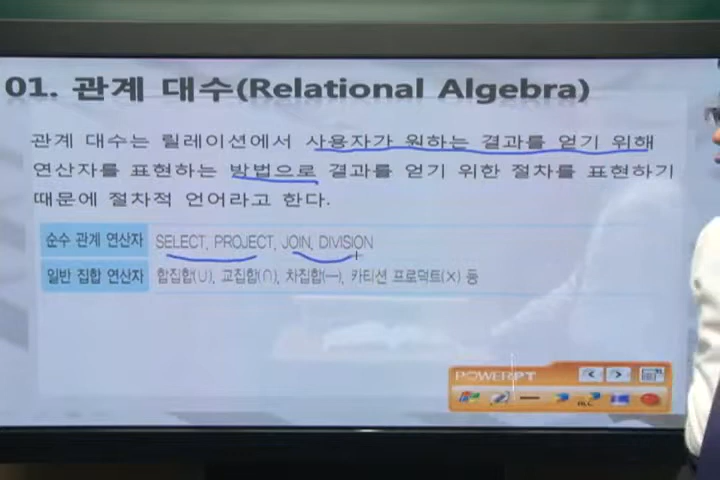 01. 관계 대수(Relational Algebra)
관계 대수는 릴레이션에서 사용자가 원하는 결과를 얻기 위해
연산자를 표현하는 방법으로 결과를 얻기 위한 절차를 표현하기
때문에 절차적 언어라고 한다.
순수 관계 연산자 SELECT, PROJECT, JOIN, DIVISION
일반 집합 연산자 합집합(∪), 교집합(∩), 차집합(―), 카티션 프로덕트(×) 등
POWERPT
ALL